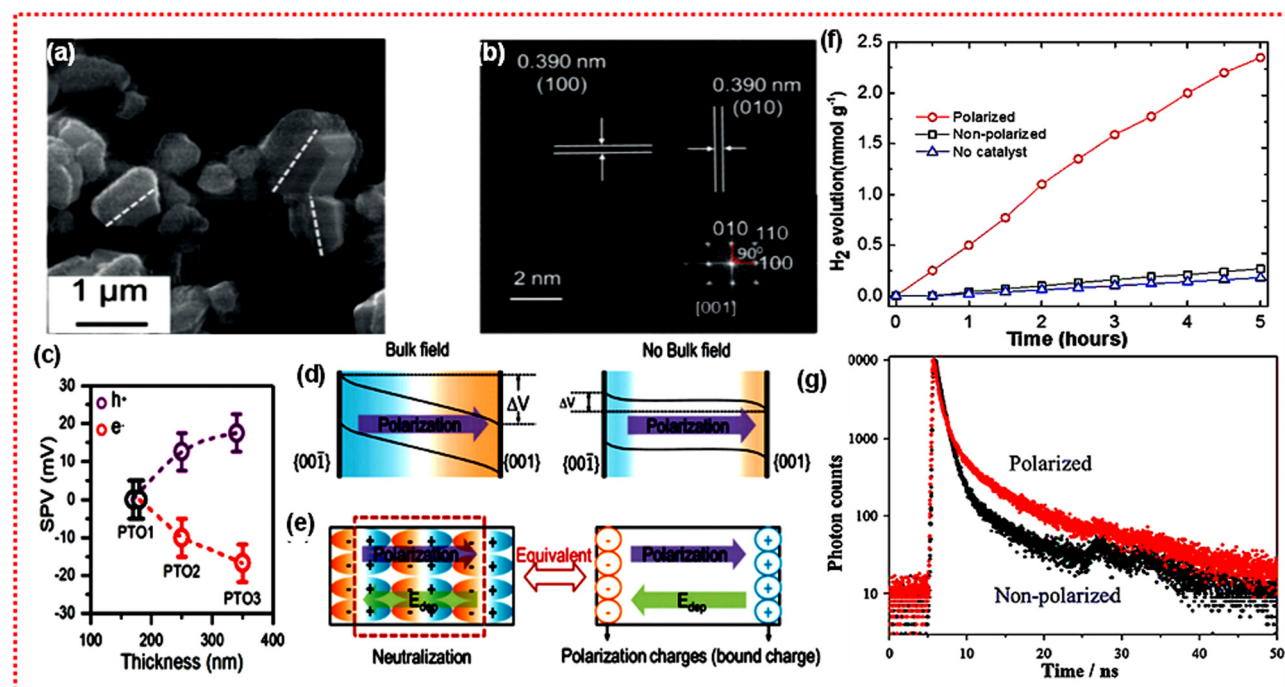 (a)
1 μm
(b)
0.390 nm
(100)
0.390 nm
(010)
2 nm
010 110
90°
100
[001]
(c)
h⁺
e⁻
SPV (mV)
30
20
10
0
-10
-20
-30
PTO1
PTO2
PTO3
100 200 300 400
Thickness (nm)
Bulk field
No Bulk field
(d)
ΔV
Polarization
{001̅}
{001}
ΔV
Polarization
{001̅}
{001}
(e)
Polarization
E_dep
Neutralization
Equivalent
Polarization
E_dep
Polarization charges (bound charge)
(f)
H₂ evolution(mmol g⁻¹)
2.5
2.0
1.5
1.0
0.5
0.0
Polarized
Non-polarized
No catalyst
0 1 2 3 4 5
Time (hours)
(g)
Photon counts
0000
1000
100
10
Polarized
Non-polarized
0 10 20 30 40 50
Time / ns